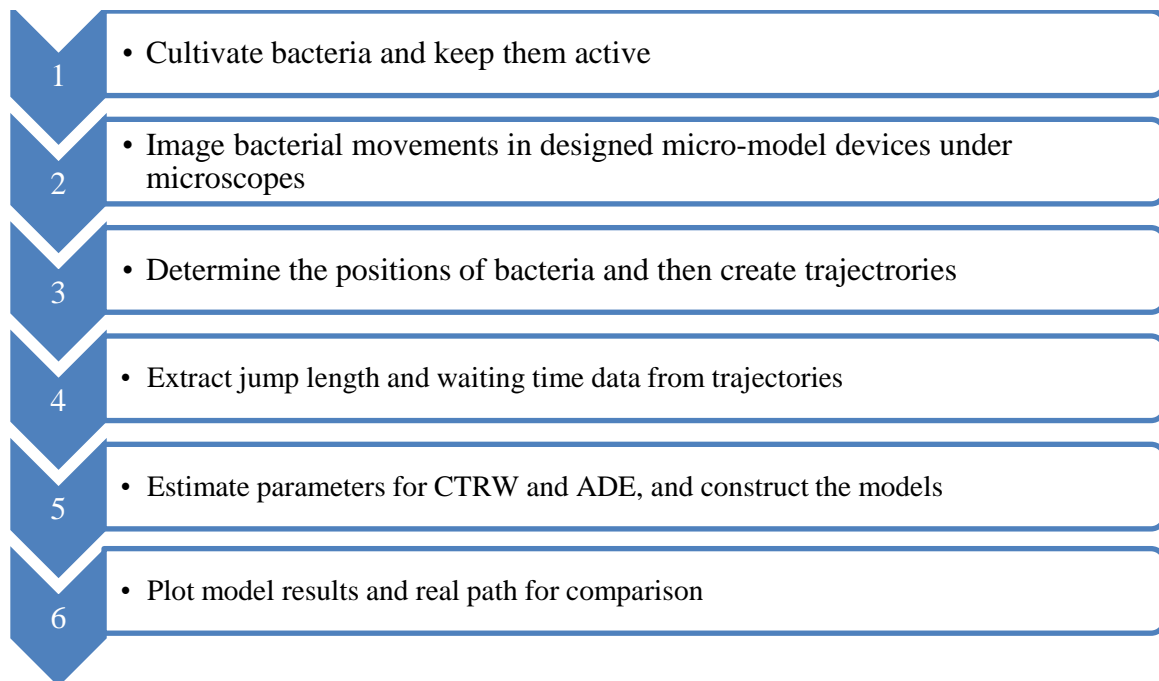 1
• Cultivate bacteria and keep them active
2
• Image bacterial movements in designed micro-model devices under
microscopes
3
• Determine the positions of bacteria and then create trajectrories
4
• Extract jump length and waiting time data from trajectories
5
• Estimate parameters for CTRW and ADE, and construct the models
6
• Plot model results and real path for comparison